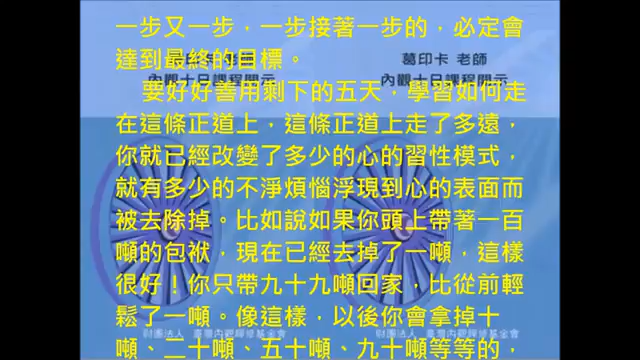 一步又一步，一步接著一步的，必定會
達到最終的目標。
葛印卡 老師
內觀十日課程開示
內觀十日課程開示
要好好善用剩下的五天，學習如何走
在這條正道上，這條正道上走了多遠，
你就已經改變了多少的心的習性模式，
就有多少的不淨煩惱浮現到心的表面而
被去除掉。比如說如果你頭上帶著一百
噸的包袱，現在已經去掉了一噸，這樣
很好！你只帶九十九噸回家，比從前輕
鬆了一噸。像這樣，以後你會拿掉十
財團法人 臺灣內觀禪修基金會
財團法人 臺灣內觀禪修基金會
噸、二十噸、五十噸、九十噸等等的，